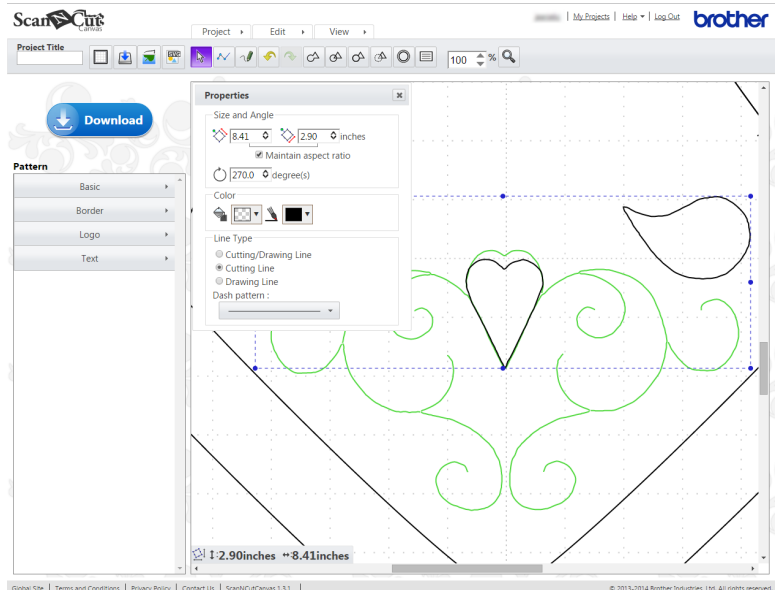 ScanNCut
Canvas
My Projects | Help | Log Out
brother
Project Edit View
Project Title
100 %
Download
Pattern
Basic
Border
Logo
Text
Properties
Size and Angle
8.41 2.90 inches
Maintain aspect ratio
270.0 degree(s)
Color
Line Type
Cutting/Drawing Line
Cutting Line
Drawing Line
Dash pattern :
:2.90inches :8.41inches
Global Site | Terms and Conditions | Privacy Policy | Contact Us | ScanNCutCanvas 1.3.1 |
© 2013-2014 Brother Industries, Ltd. All rights reserved.